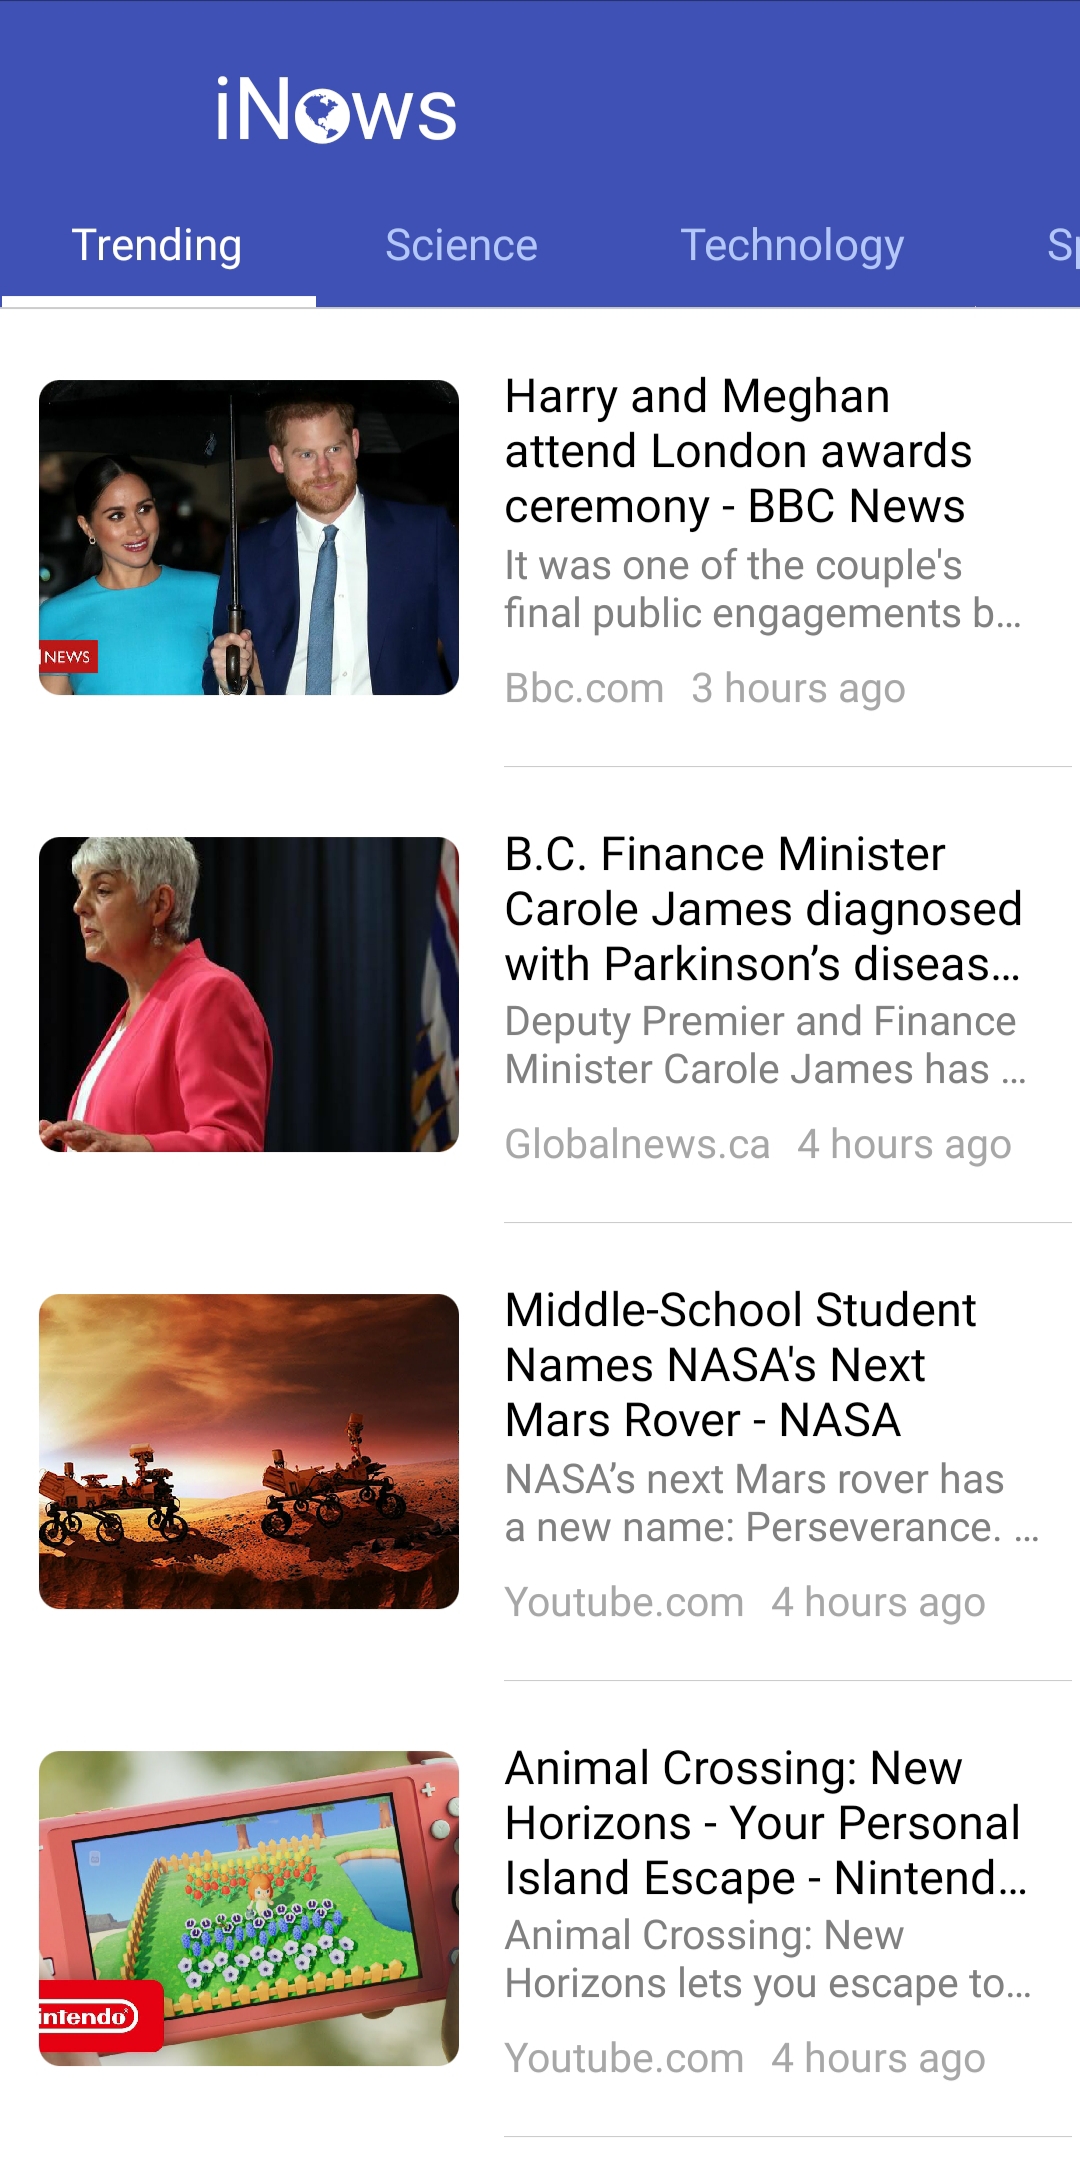 iNows
Trending Science Technology Sp
Harry and Meghan
attend London awards
ceremony - BBC News
It was one of the couple's
final public engagements b...
Bbc.com 3 hours ago
NEWS
B.C. Finance Minister
Carole James diagnosed
with Parkinson’s diseas...
Deputy Premier and Finance
Minister Carole James has ...
Globalnews.ca 4 hours ago
Middle-School Student
Names NASA's Next
Mars Rover - NASA
NASA’s next Mars rover has
a new name: Perseverance. ...
Youtube.com 4 hours ago
Animal Crossing: New
Horizons - Your Personal
Island Escape - Nintend...
Animal Crossing: New
Horizons lets you escape to...
Youtube.com 4 hours ago
intendo